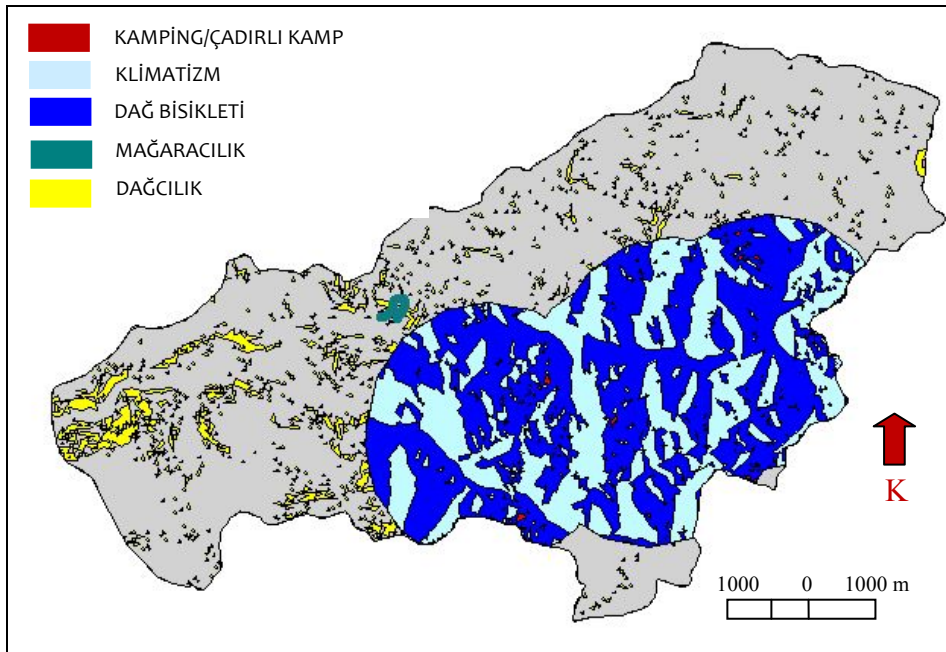 KAMPİNG/ÇADIRLI KAMP
KLİMATİZM
DAĞ BİSİKLETİ
MAĞARACILIK
DAĞCILIK
K
1000 0 1000 m